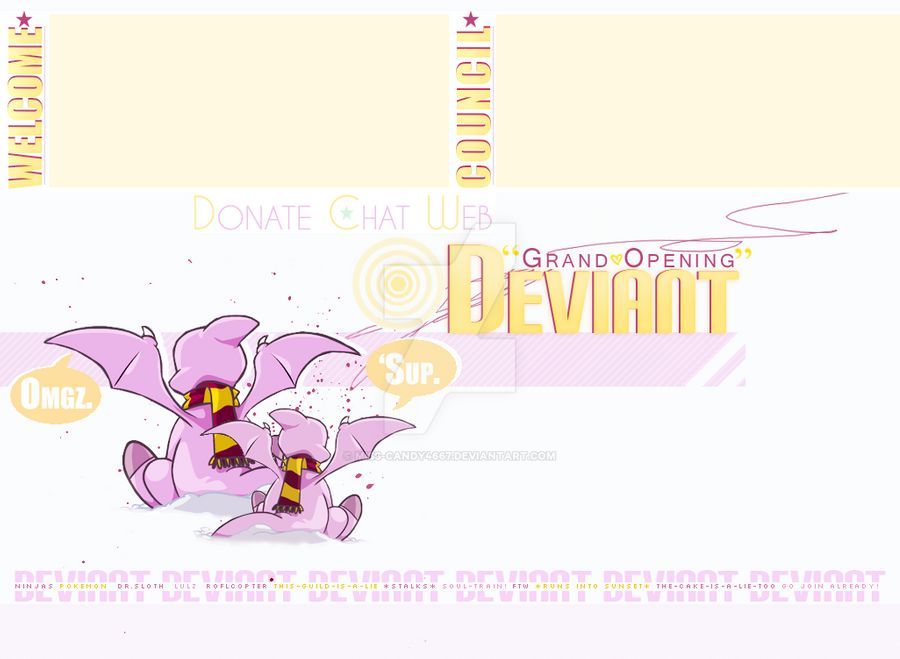 WELCOME
COUNCIL
DONATE CHAT WEB
“GRAND OPENING”
DEVIANT
OMGZ.
‘SUP.
DEVIANT DEVIANT DEVIANT DEVIANT DEVIANT DEVIANT
NINJAS POKEMON DR.SLOTH LULZ ROFLCOPTER THIS-GUILD-IS-A-LIE *STALKS* SOUL-TRAIN! FTW *RUNS INTO SUNSET* THE-CAKE-IS-A-LIE-TOO GO JOIN ALREADY!